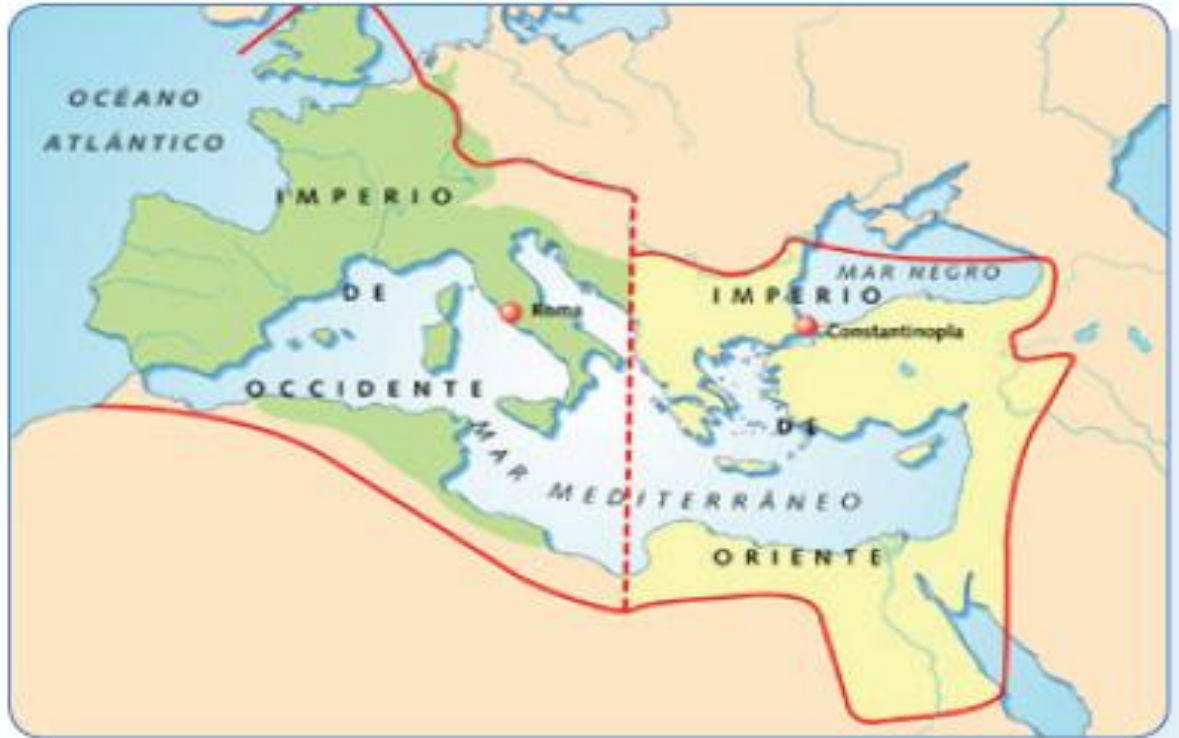 OCÉANO
ATLÁNTICO
IMPERIO
DE
OCCIDENTE
Roma
MAR NEGRO
IMPERIO
Constantinopla
DE
MAR MEDITERRÁNEO
ORIENTE